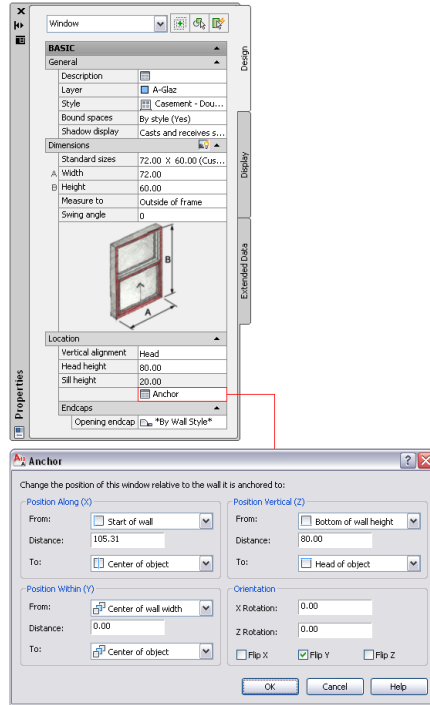 Window
BASIC
General
Description
Layer A-Glaz
Style Casement - Dou...
Bound spaces By style (Yes)
Shadow display Casts and receives s...
Dimensions
Standard sizes 72.00 X 60.00 (Cus...
A Width 72.00
B Height 60.00
Measure to Outside of frame
Swing angle 0
B
A
Location
Vertical alignment Head
Head height 80.00
Sill height 20.00
Anchor
Endcaps
Opening endcap *By Wall Style*
Design
Display
Extended Data
Properties
Anchor
Change the position of this window relative to the wall it is anchored to:
Position Along (X)
From: Start of wall
Distance: 105.31
To: Center of object
Position Vertical (Z)
From: Bottom of wall height
Distance: 80.00
To: Head of object
Position Within (Y)
From: Center of wall width
Distance: 0.00
To: Center of object
Orientation
X Rotation: 0.00
Z Rotation: 0.00
Flip X Flip Y Flip Z
OK Cancel Help